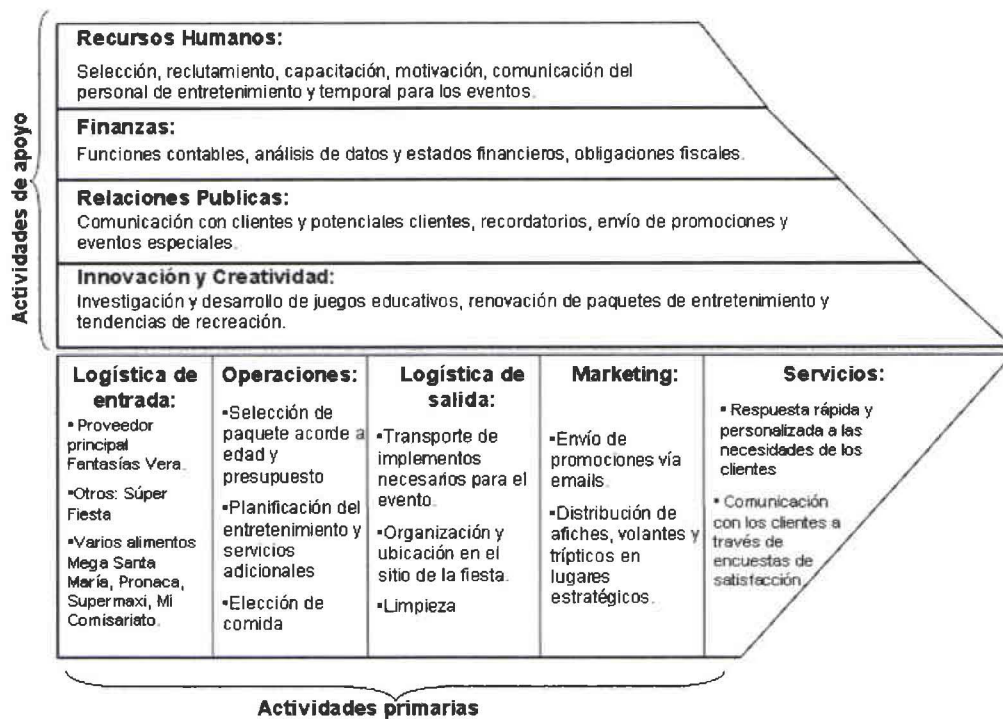 Actividades de apoyo
Recursos Humanos:
Selección, reclutamiento, capacitación, motivación, comunicación del
personal de entretenimiento y temporal para los eventos.
Finanzas:
Funciones contables, análisis de datos y estados financieros, obligaciones fiscales.
Relaciones Publicas:
Comunicación con clientes y potenciales clientes, recordatorios, envío de promociones y
eventos especiales.
Innovación y Creatividad:
Investigación y desarrollo de juegos educativos, renovación de paquetes de entretenimiento y
tendencias de recreación.
Logística de
entrada:
▪ Proveedor
principal
Fantasías Vera.
▪Otros: Súper
Fiesta
▪Varios alimentos
Mega Santa
María, Pronaca,
Supermaxi, Mi
Comisariato.
Operaciones:
▪Selección de
paquete acorde a
edad y
presupuesto
▪Planificación del
entretenimiento y
servicios
adicionales
▪Elección de
comida
Logística de
salida:
▪Transporte de
implementos
necesarios para el
evento.
▪Organización y
ubicación en el
sitio de la fiesta.
▪Limpieza
Marketing:
▪Envío de
promociones vía
emails.
▪Distribución de
afiches, volantes y
trípticos en
lugares
estratégicos.
Servicios:
▪ Respuesta rápida y
personalizada a las
necesidades de los
clientes
▪ Comunicación
con los clientes a
través de
encuestas de
satisfacción
Actividades primarias